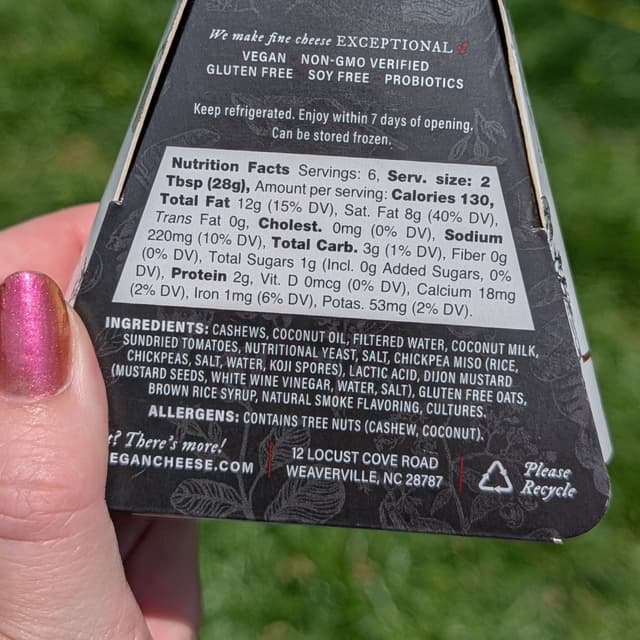 We make fine cheese EXCEPTIONAL
VEGAN NON-GMO VERIFIED
GLUTEN FREE SOY FREE PROBIOTICS
Keep refrigerated. Enjoy within 7 days of opening.
Can be stored frozen.
Nutrition Facts Servings: 6, Serv. size: 2
Tbsp (28g), Amount per serving: Calories 130,
Total Fat 12g (15% DV), Sat. Fat 8g (40% DV),
Trans Fat 0g, Cholest. 0mg (0% DV), Sodium
220mg (10% DV), Total Carb. 3g (1% DV), Fiber 0g
(0% DV), Total Sugars 1g (Incl. 0g Added Sugars, 0%
DV), Protein 2g, Vit. D 0mcg (0% DV), Calcium 18mg
(2% DV), Iron 1mg (6% DV), Potas. 53mg (2% DV).
INGREDIENTS: CASHEWS, COCONUT OIL, FILTERED WATER, COCONUT MILK,
SUNDRIED TOMATOES, NUTRITIONAL YEAST, SALT, CHICKPEA MISO (RICE,
CHICKPEAS, SALT, WATER, KOJI SPORES), LACTIC ACID, DIJON MUSTARD
(MUSTARD SEEDS, WHITE WINE VINEGAR, WATER, SALT), GLUTEN FREE OATS,
BROWN RICE SYRUP, NATURAL SMOKE FLAVORING, CULTURES.
ALLERGENS: CONTAINS TREE NUTS (CASHEW, COCONUT).
e? There's more!
EGANCHEESE.COM
12 LOCUST COVE ROAD
WEAVERVILLE, NC 28787
Please
Recycle